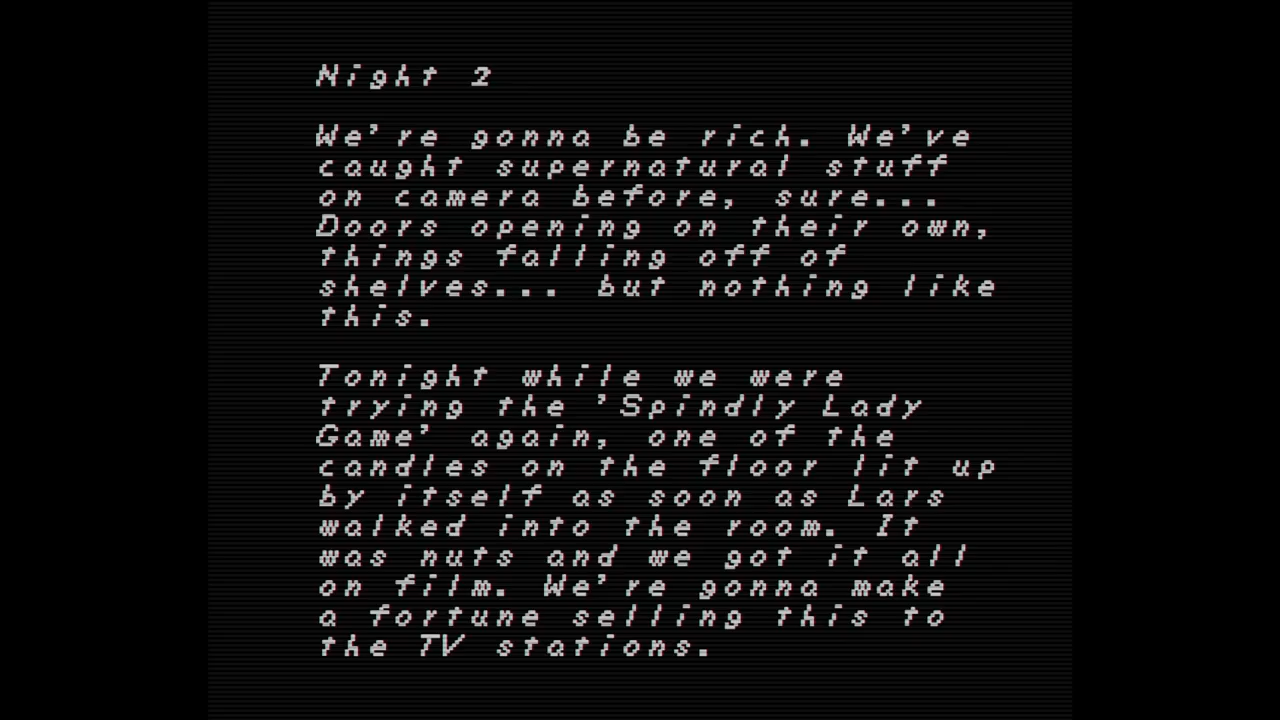 Night 2
We're gonna be rich. We've
caught supernatural stuff
on camera before, sure...
Doors opening on their own,
things falling off of
shelves... but nothing like
this.
Tonight while we were
trying the 'Spindly Lady
Game' again, one of the
candles on the floor lit up
by itself as soon as Lars
walked into the room. It
was nuts and we got it all
on film. We're gonna make
a fortune selling this to
the TV stations.